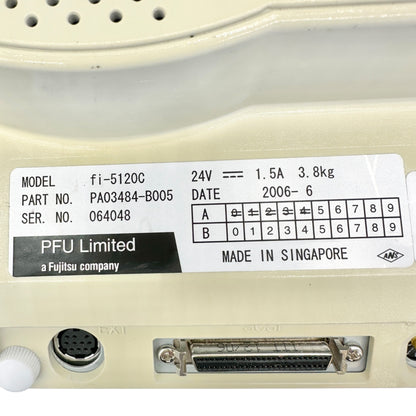 MODEL fi-5120C 24V ⎓ 1.5A 3.8kg
PART NO. PA03484-B005 DATE 2006- 6
SER. NO. 064048
A 0 1 2 3 4 5 6 7 8 9
B 0 1 2 3 4 5 6 7 8 9
PFU Limited
a Fujitsu company
MADE IN SINGAPORE